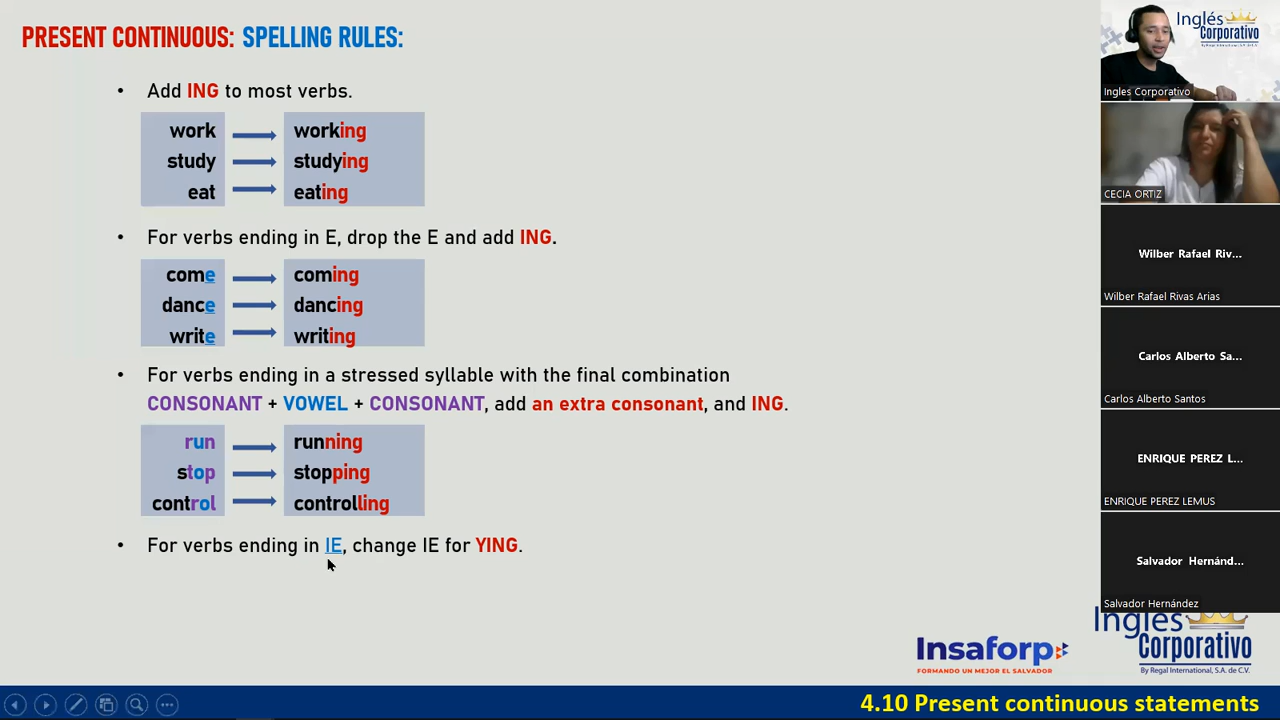 PRESENT CONTINUOUS: SPELLING RULES:
• Add ING to most verbs.
work working
study studying
eat eating
• For verbs ending in E, drop the E and add ING.
come coming
dance dancing
write writing
• For verbs ending in a stressed syllable with the final combination
CONSONANT + VOWEL + CONSONANT, add an extra consonant, and ING.
run running
stop stopping
control controlling
• For verbs ending in IE, change IE for YING.
Inglés
Corporativo
By Regal International, S.A. de C.V.
Ingles Corporativo
CECIA ORTIZ
Wilber Rafael Riv...
Wilber Rafael Rivas Arias
Carlos Alberto Sa...
Carlos Alberto Santos
ENRIQUE PEREZ L...
ENRIQUE PEREZ LEMUS
Salvador Hernánd...
Salvador Hernández
Insaforp
FORMANDO UN MEJOR EL SALVADOR
Inglés
Corporativo
By Regal International, S.A. de C.V.
4.10 Present continuous statements